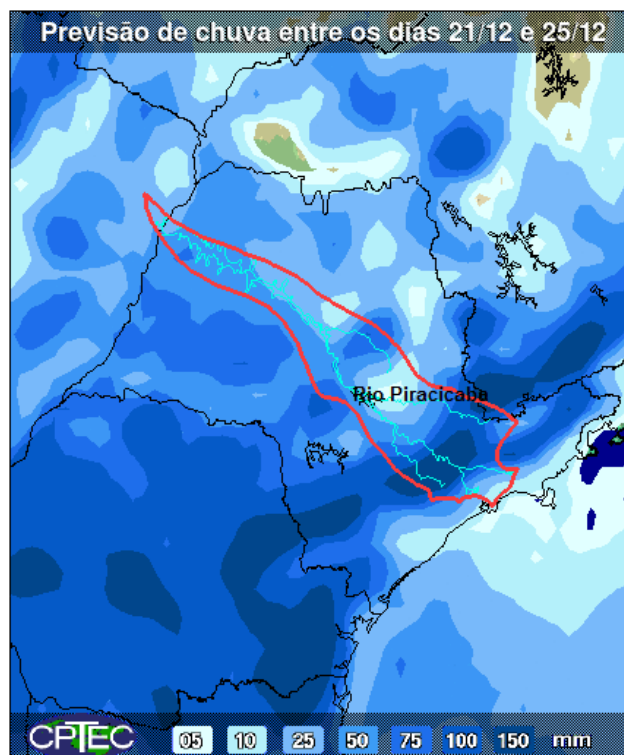 Previsão de chuva entre os dias 21/12 e 25/12
Rio Piracicaba
CPTEC 05 10 25 50 75 100 150 mm